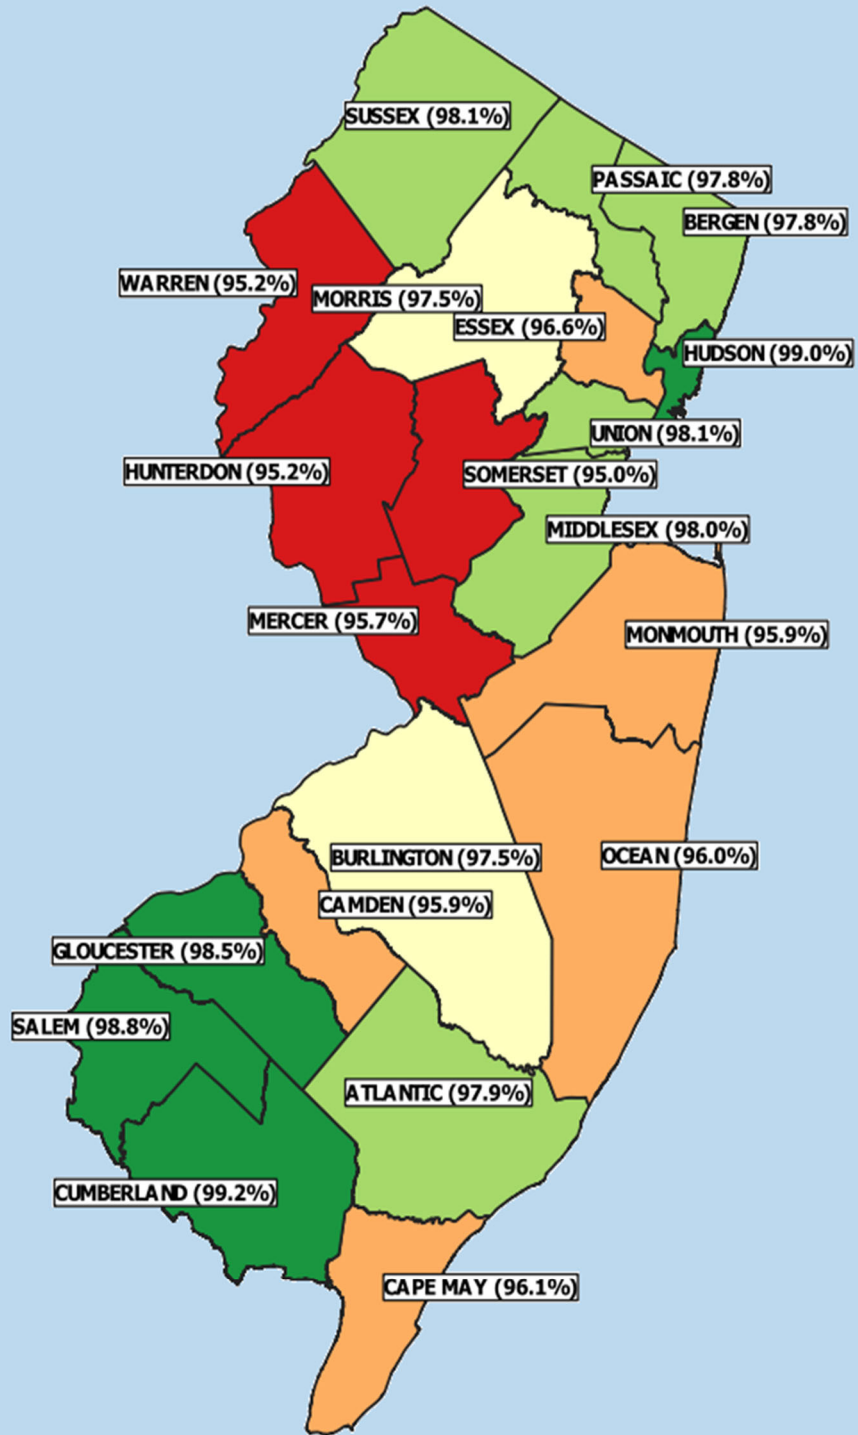 SUSSEX (98.1%)
PASSAIC (97.8%)
BERGEN (97.8%)
WARREN (95.2%)
MORRIS (97.5%)
ESSEX (96.6%)
HUDSON (99.0%)
UNION (98.1%)
HUNTERDON (95.2%)
SOMERSET (95.0%)
MIDDLESEX (98.0%)
MERCER (95.7%)
MONMOUTH (95.9%)
BURLINGTON (97.5%)
OCEAN (96.0%)
CAMDEN (95.9%)
GLOUCESTER (98.5%)
SALEM (98.8%)
ATLANTIC (97.9%)
CUMBERLAND (99.2%)
CAPE MAY (96.1%)